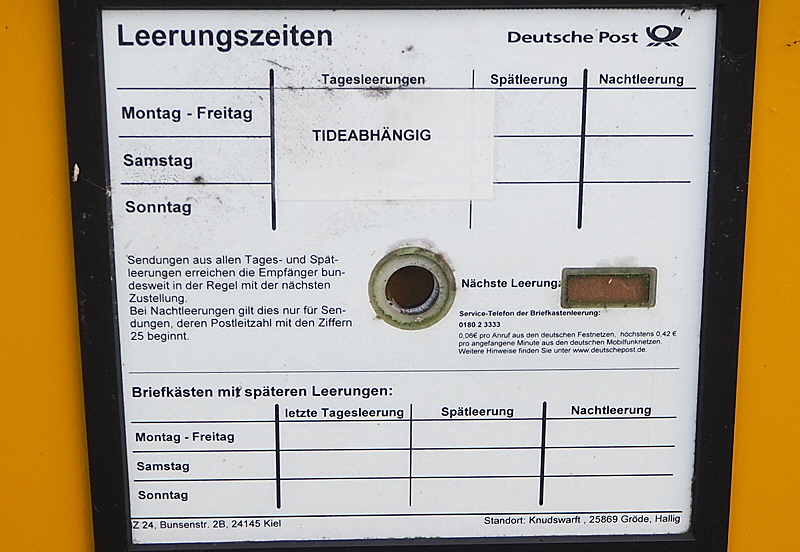 Leerungszeiten
Deutsche Post
Tagesleerungen Spätleerung Nachtleerung
Montag - Freitag
TIDEABHÄNGIG
Samstag
Sonntag
Sendungen aus allen Tages- und Spät-
leerungen erreichen die Empfänger bun-
desweit in der Regel mit der nächsten
Zustellung.
Bei Nachtleerungen gilt dies nur für Sen-
dungen, deren Postleitzahl mit den Ziffern
25 beginnt.
Nächste Leerung:
Service-Telefon der Briefkastenleerung:
0180 2 3333
0,06€ pro Anruf aus den deutschen Festnetzen, höchstens 0,42 €
pro angefangene Minute aus den deutschen Mobilfunknetzen.
Weitere Hinweise finden Sie unter www.deutschepost.de.
Briefkästen mit späteren Leerungen:
letzte Tagesleerung Spätleerung Nachtleerung
Montag - Freitag
Samstag
Sonntag
Z 24, Bunsenstr. 2B, 24145 Kiel
Standort: Knudswarft , 25869 Gröde, Hallig